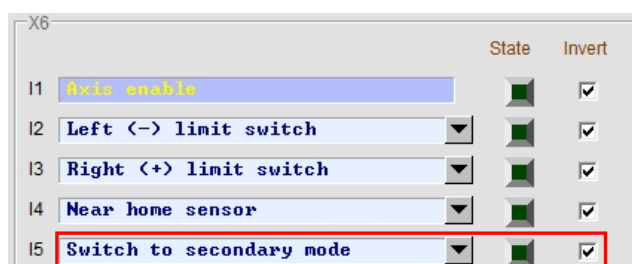 X6
State Invert
I1 Axis enable
I2 Left (-) limit switch
I3 Right (+) limit switch
I4 Near home sensor
I5 Switch to secondary mode